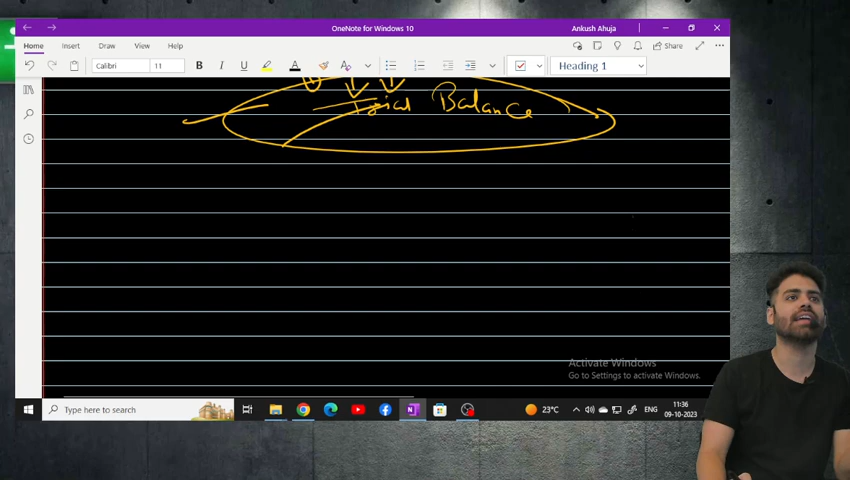 OneNote for Windows 10
Ankush Ahuja
Home Insert Draw View Help
Share
Calibri 11 B I U A A Heading 1
Trial Balance
Activate Windows
Go to Settings to activate Windows.
Type here to search
23°C
ENG
11:36
09-10-2023